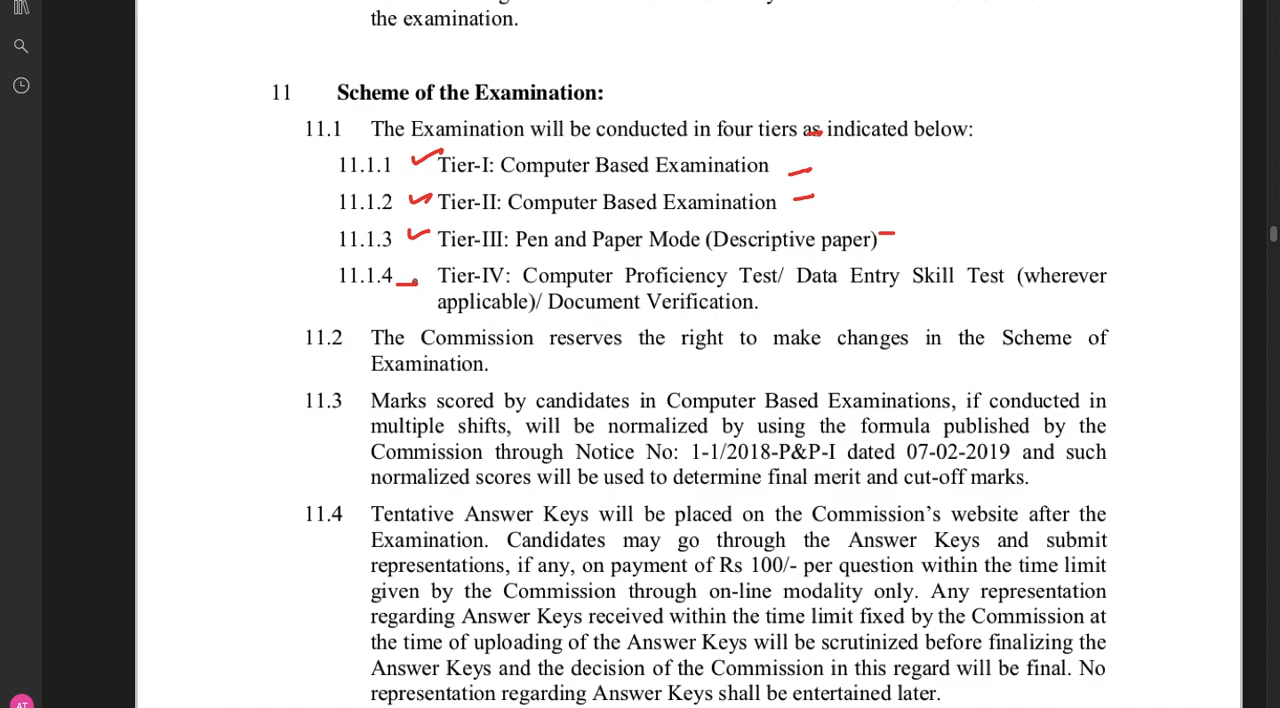 the examination.
11 Scheme of the Examination:
11.1 The Examination will be conducted in four tiers as indicated below:
11.1.1 Tier-I: Computer Based Examination
11.1.2 Tier-II: Computer Based Examination
11.1.3 Tier-III: Pen and Paper Mode (Descriptive paper)
11.1.4 Tier-IV: Computer Proficiency Test/ Data Entry Skill Test (wherever
applicable)/ Document Verification.
11.2 The Commission reserves the right to make changes in the Scheme of
Examination.
11.3 Marks scored by candidates in Computer Based Examinations, if conducted in
multiple shifts, will be normalized by using the formula published by the
Commission through Notice No: 1-1/2018-P&P-I dated 07-02-2019 and such
normalized scores will be used to determine final merit and cut-off marks.
11.4 Tentative Answer Keys will be placed on the Commission's website after the
Examination. Candidates may go through the Answer Keys and submit
representations, if any, on payment of Rs 100/- per question within the time limit
given by the Commission through on-line modality only. Any representation
regarding Answer Keys received within the time limit fixed by the Commission at
the time of uploading of the Answer Keys will be scrutinized before finalizing the
Answer Keys and the decision of the Commission in this regard will be final. No
representation regarding Answer Keys shall be entertained later.
AT